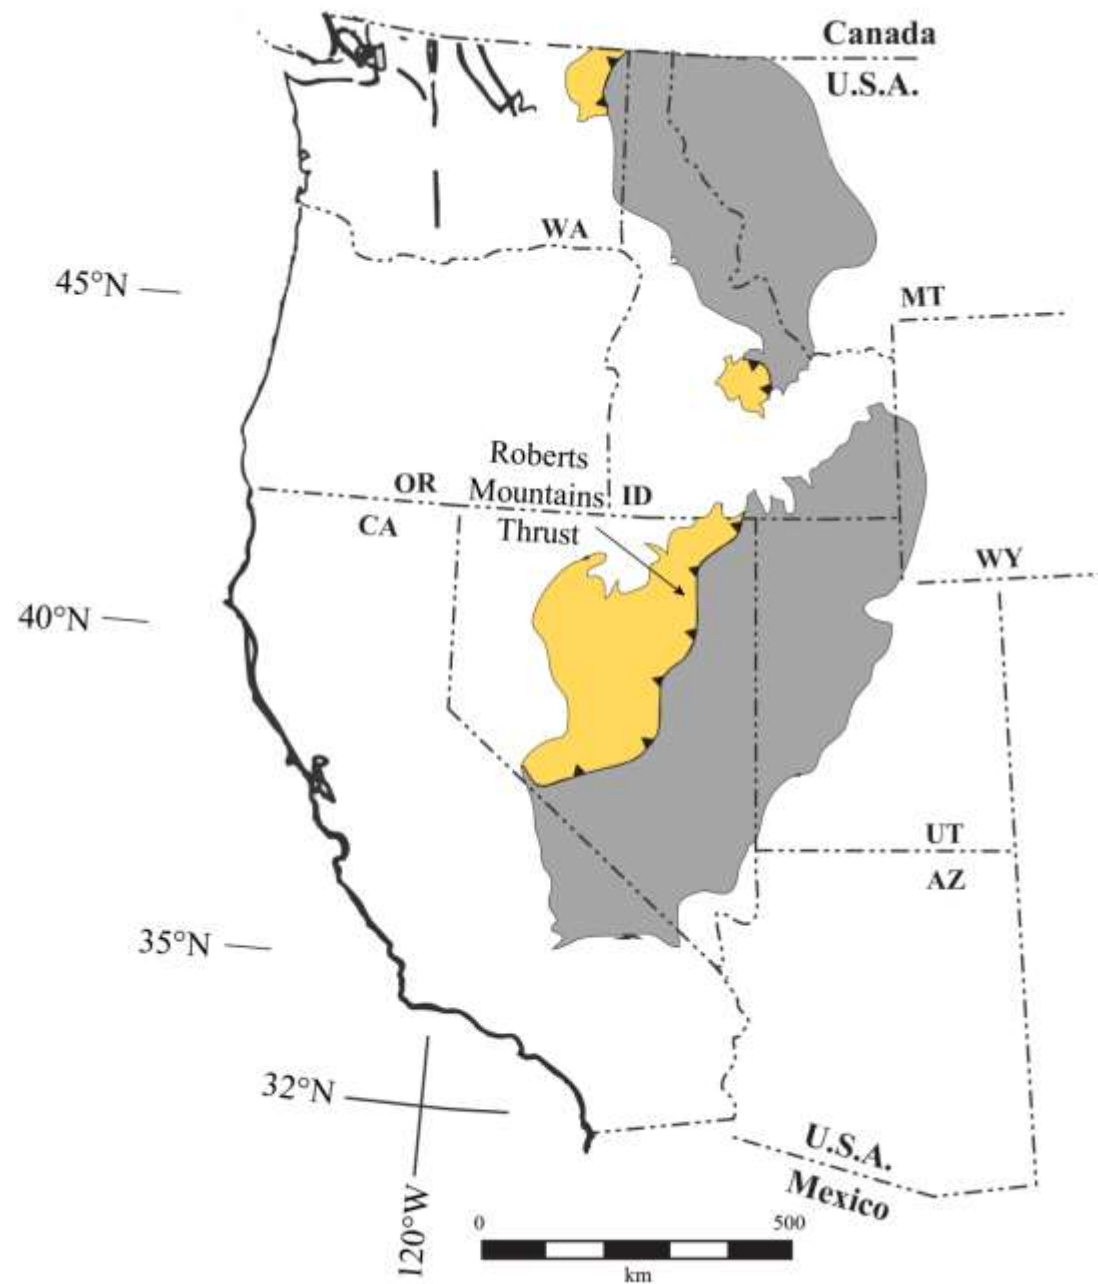 Canada
U.S.A.
WA
45°N
MT
Roberts
Mountains
Thrust
OR
ID
CA
WY
40°N
UT
AZ
35°N
32°N
120°W
U.S.A.
Mexico
0
500
km